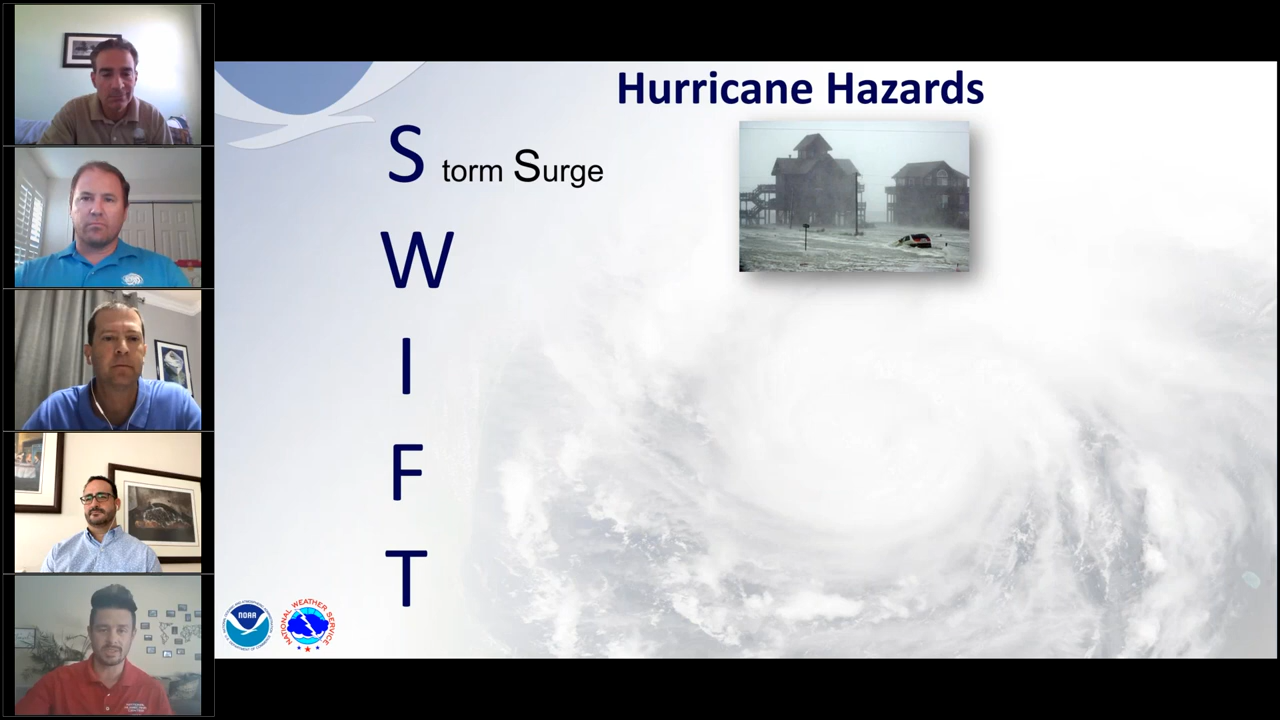 Hurricane Hazards
S torm Surge
W
I
F
T
NOAA
NATIONAL WEATHER SERVICE